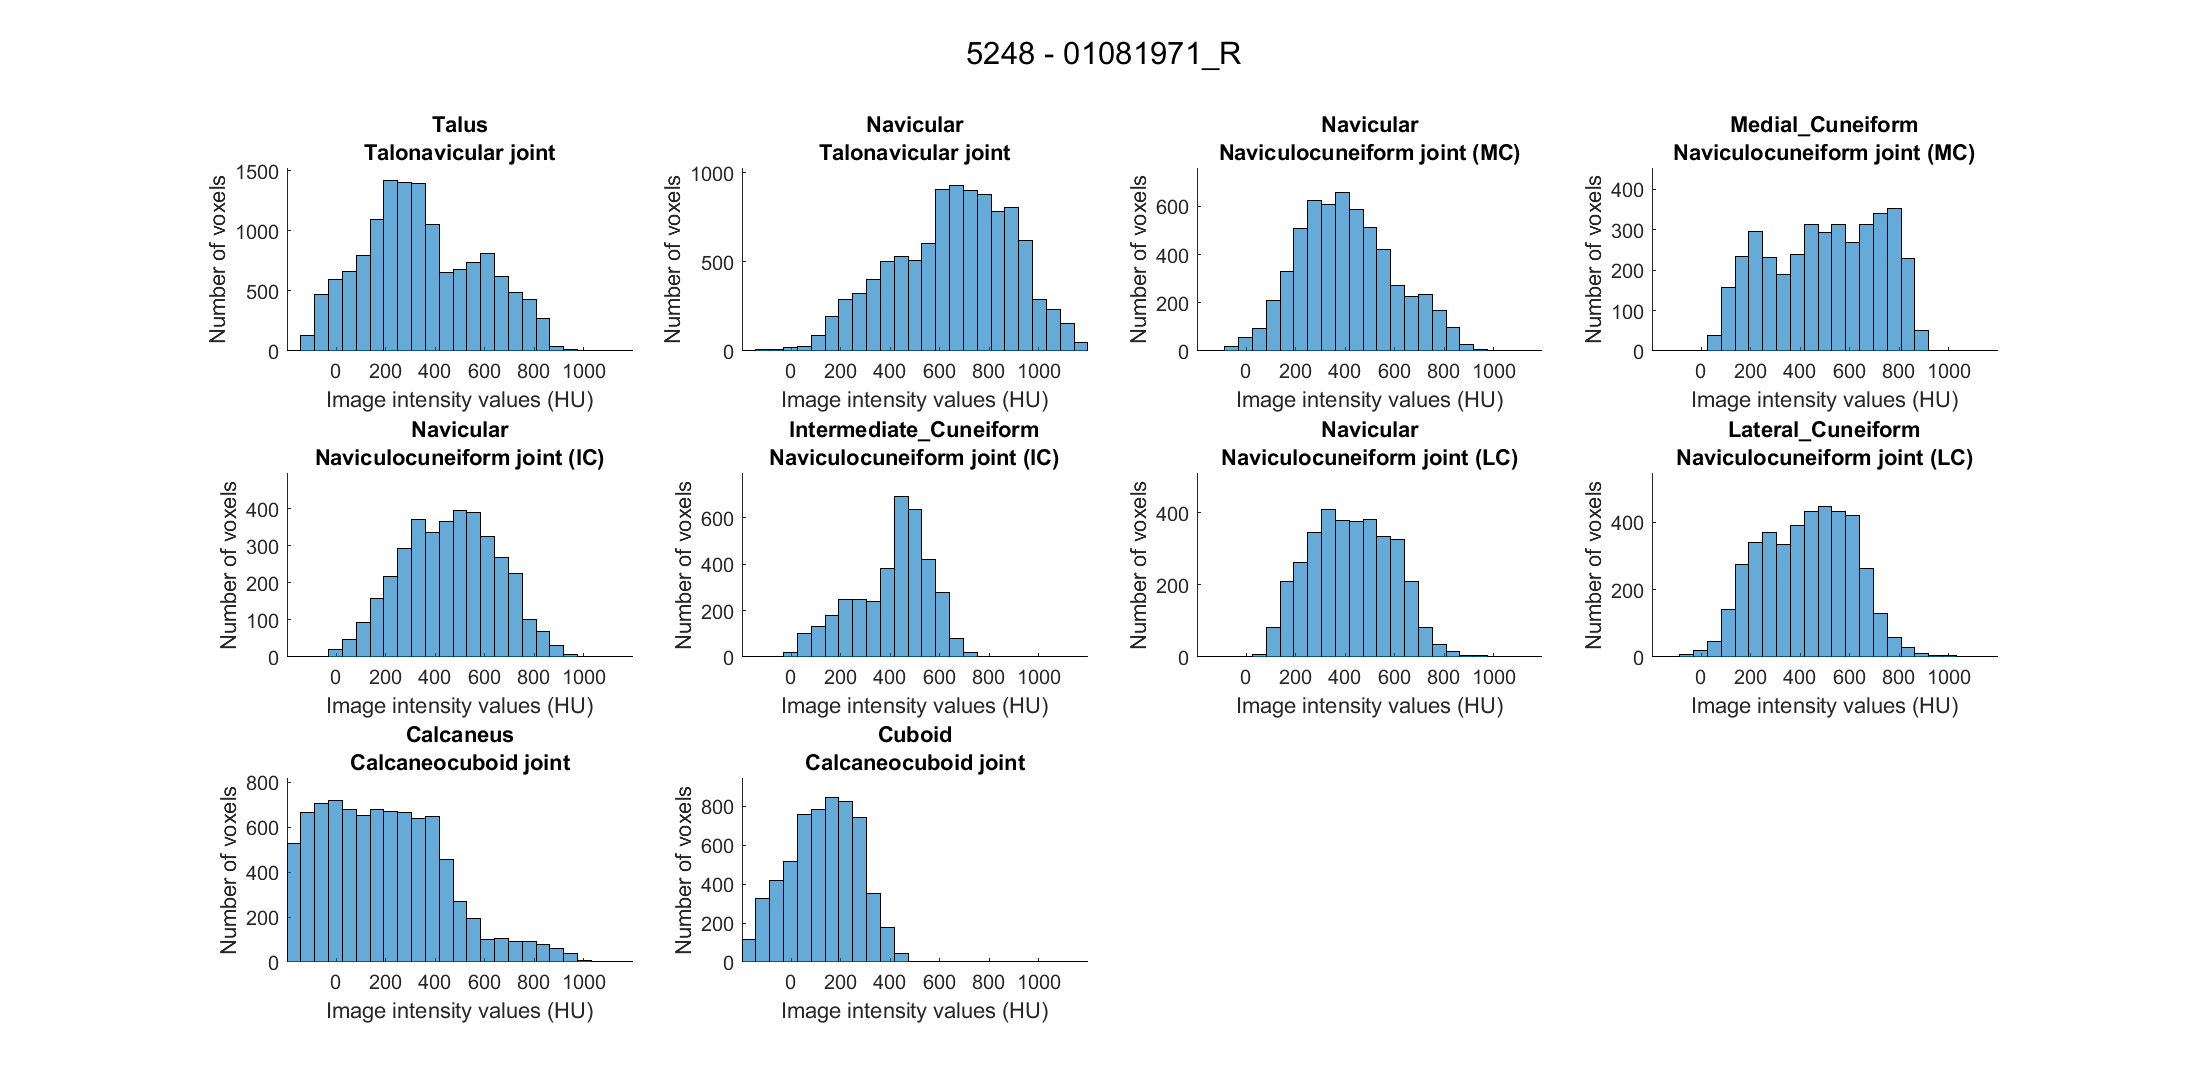 5248 - 01081971_R
Talus
Talonavicular joint
Number of voxels
1500
1000
500
0
0 200 400 600 800 1000
Image intensity values (HU)
Navicular
Talonavicular joint
Number of voxels
1000
500
0
0 200 400 600 800 1000
Image intensity values (HU)
Navicular
Naviculocuneiform joint (MC)
Number of voxels
600
400
200
0
0 200 400 600 800 1000
Image intensity values (HU)
Medial_Cuneiform
Naviculocuneiform joint (MC)
Number of voxels
400
300
200
100
0
0 200 400 600 800 1000
Image intensity values (HU)
Navicular
Naviculocuneiform joint (IC)
Number of voxels
400
300
200
100
0
0 200 400 600 800 1000
Image intensity values (HU)
Intermediate_Cuneiform
Naviculocuneiform joint (IC)
Number of voxels
600
400
200
0
0 200 400 600 800 1000
Image intensity values (HU)
Navicular
Naviculocuneiform joint (LC)
Number of voxels
400
200
0
0 200 400 600 800 1000
Image intensity values (HU)
Lateral_Cuneiform
Naviculocuneiform joint (LC)
Number of voxels
400
200
0
0 200 400 600 800 1000
Image intensity values (HU)
Calcaneus
Calcaneocuboid joint
Number of voxels
800
600
400
200
0
0 200 400 600 800 1000
Image intensity values (HU)
Cuboid
Calcaneocuboid joint
Number of voxels
800
600
400
200
0
0 200 400 600 800 1000
Image intensity values (HU)